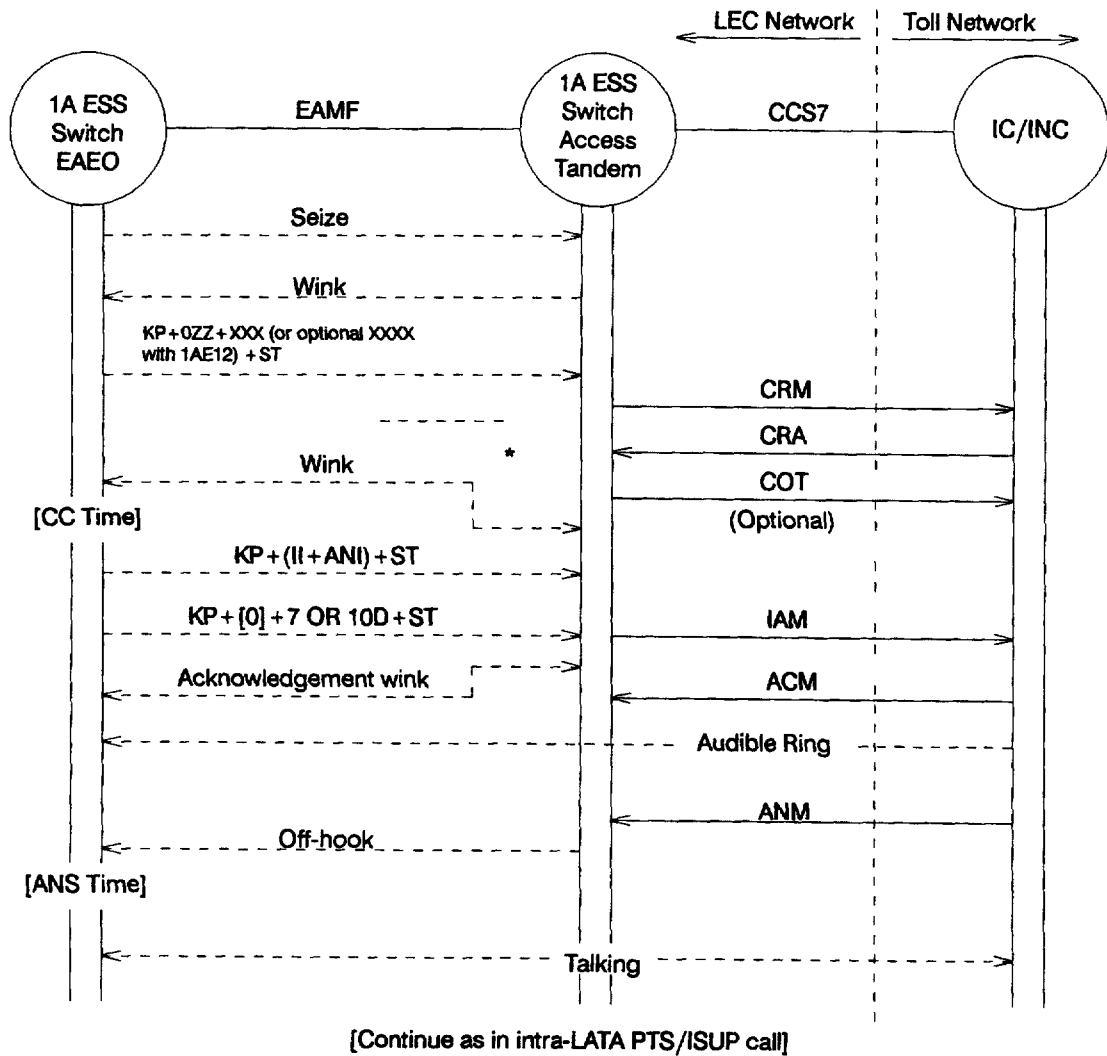 LEC Network
Toll Network
1A ESS
Switch
EAEO
EAMF
1A ESS
Switch
Access
Tandem
CCS7
IC/INC
Seize
Wink
KP+0ZZ+XXX (or optional XXXX
with 1AE12) +ST
CRM
CRA
*
Wink
COT
[CC Time]
(Optional)
KP+(II+ANI)+ST
KP+[0]+7 OR 10D+ST
IAM
Acknowledgement wink
ACM
Audible Ring
ANM
Off-hook
[ANS Time]
Talking
[Continue as in intra-LATA PTS/ISUP call]